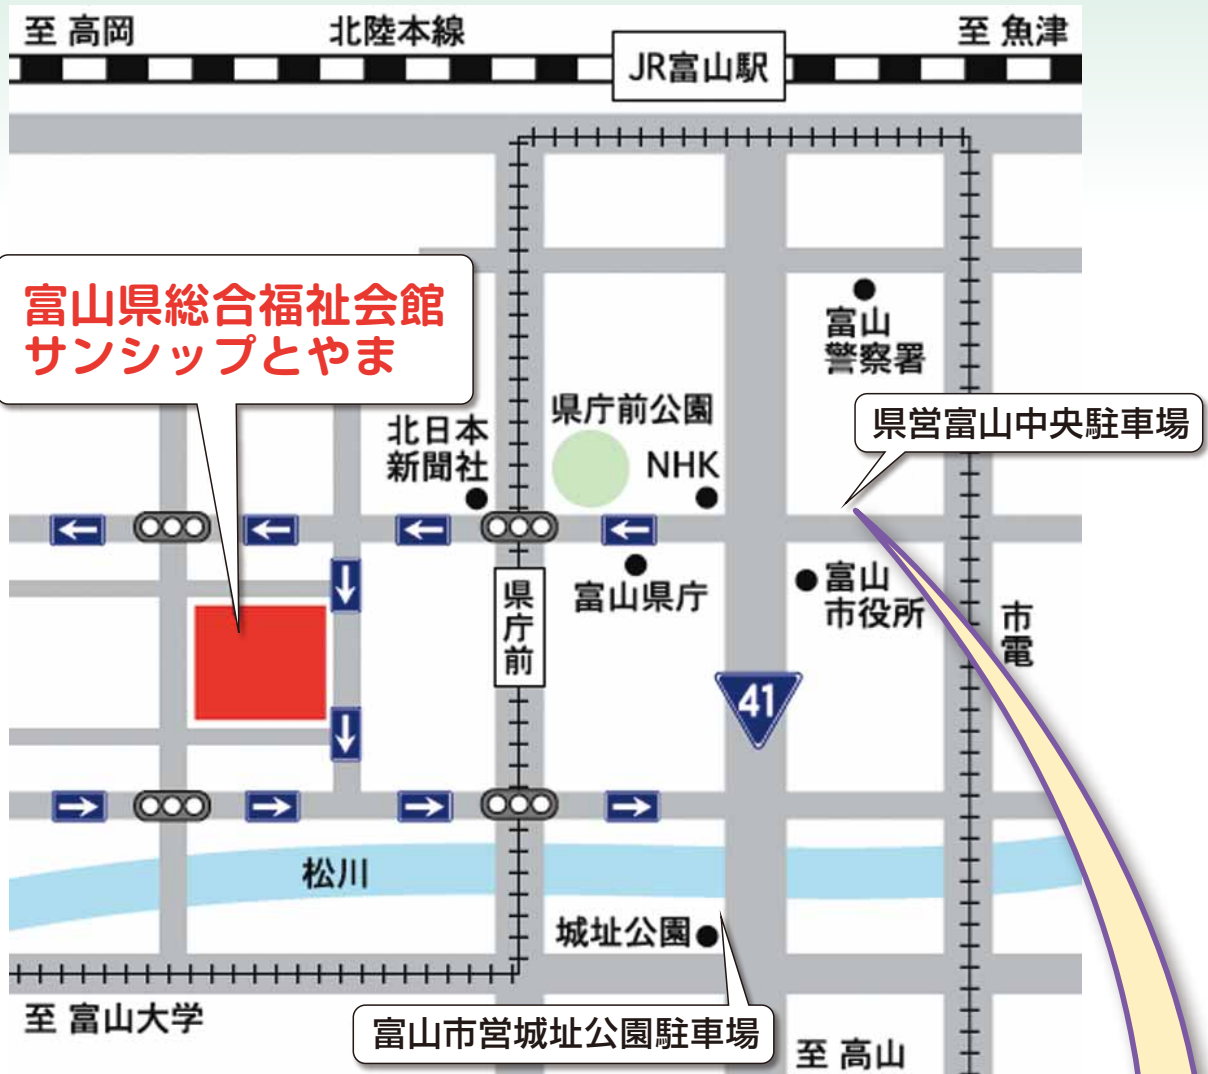 至 高岡
北陸本線
至 魚津
JR富山駅
富山県総合福祉会館
サンシップとやま
富山
警察署
県庁前公園
県営富山中央駐車場
北日本
新聞社
NHK
富山県庁
富山
市役所
県庁前
市電
41
松川
城址公園
至 富山大学
富山市営城址公園駐車場
至 高山